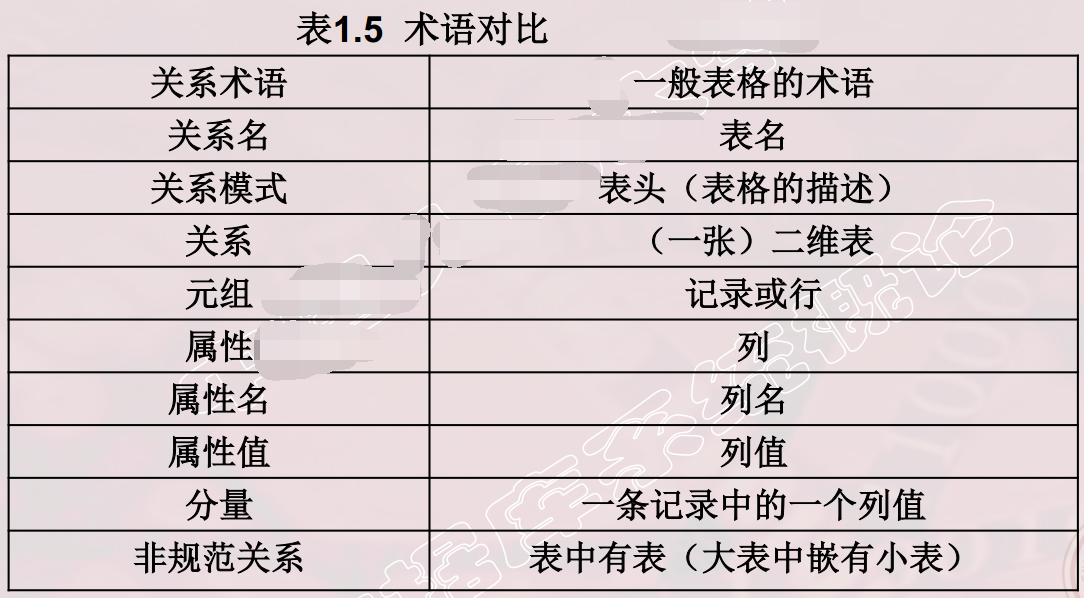 表1.5 术语对比
关系术语 一般表格的术语
关系名 表名
关系模式 表头（表格的描述）
关系 （一张）二维表
元组 记录或行
属性 列
属性名 列名
属性值 列值
分量 一条记录中的一个列值
非规范关系 表中有表（大表中嵌有小表）